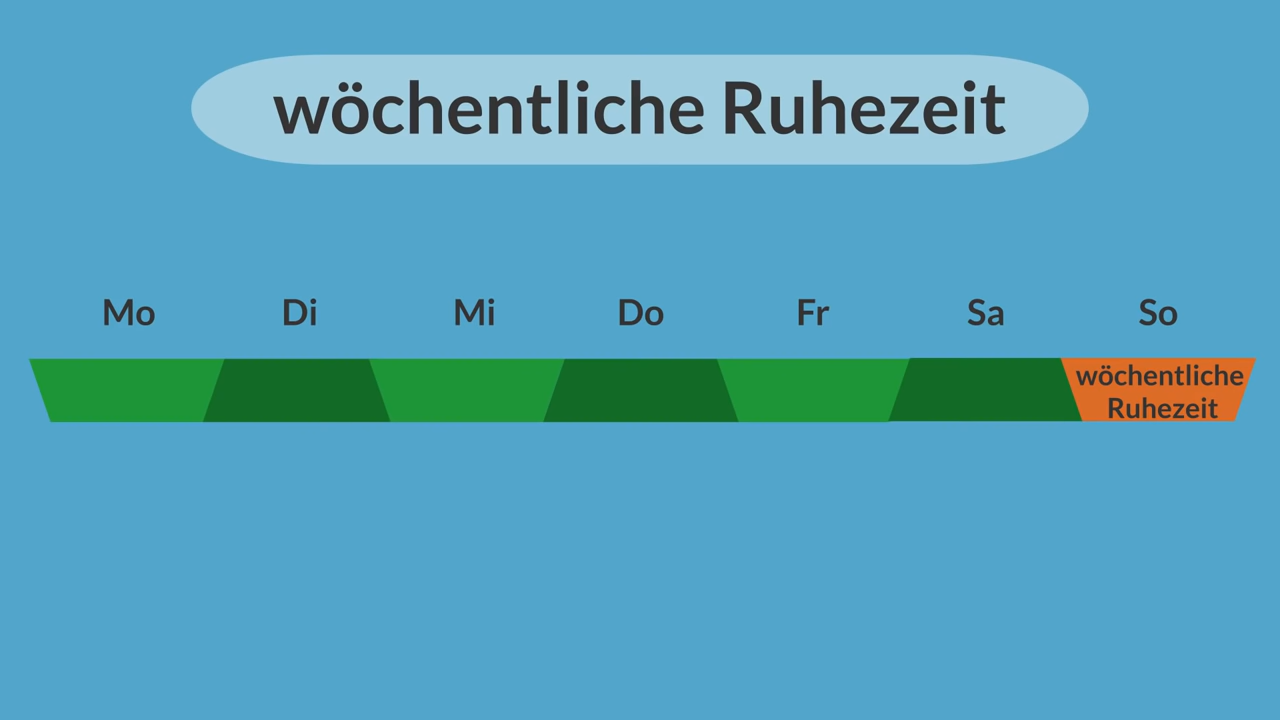 wöchentliche Ruhezeit
Mo Di Mi Do Fr Sa So
wöchentliche
Ruhezeit